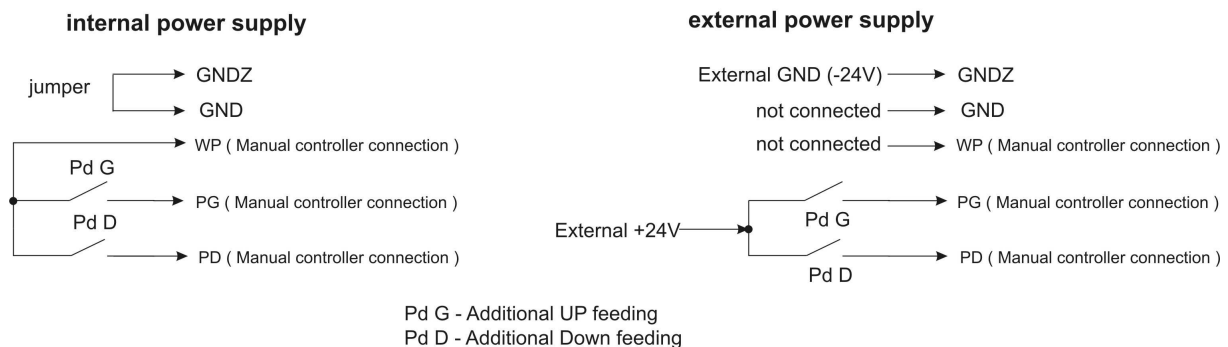 internal power supply
jumper
GNDZ
GND
WP ( Manual controller connection )
Pd G
PG ( Manual controller connection )
Pd D
PD ( Manual controller connection )
external power supply
External GND (-24V) GNDZ
not connected GND
not connected WP ( Manual controller connection )
PG ( Manual controller connection )
Pd G
External +24V
PD ( Manual controller connection )
Pd D
Pd G - Additional UP feeding
Pd D - Additional Down feeding